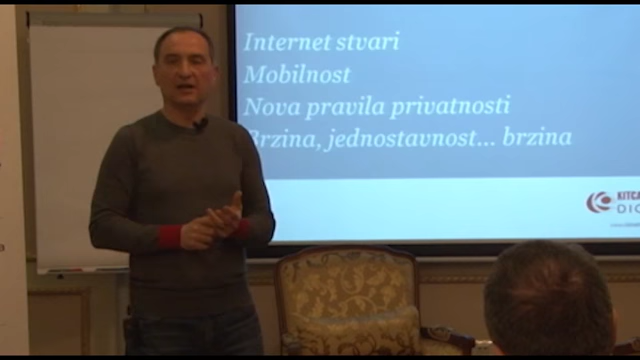 Internet stvari
Mobilnost
Nova pravila privatnosti
Brzina, jednostavnost... brzina